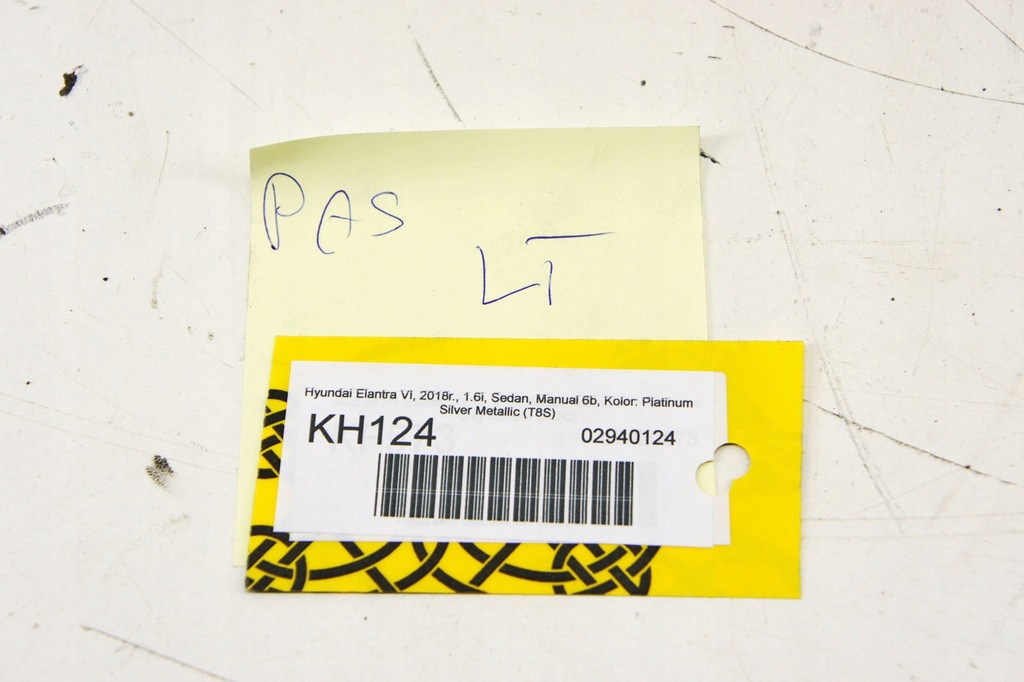 PAS
LT
Hyundai Elantra VI, 2018r., 1.6i, Sedan, Manual 6b, Kolor: Platinum
Silver Metallic (T8S)
KH124
02940124